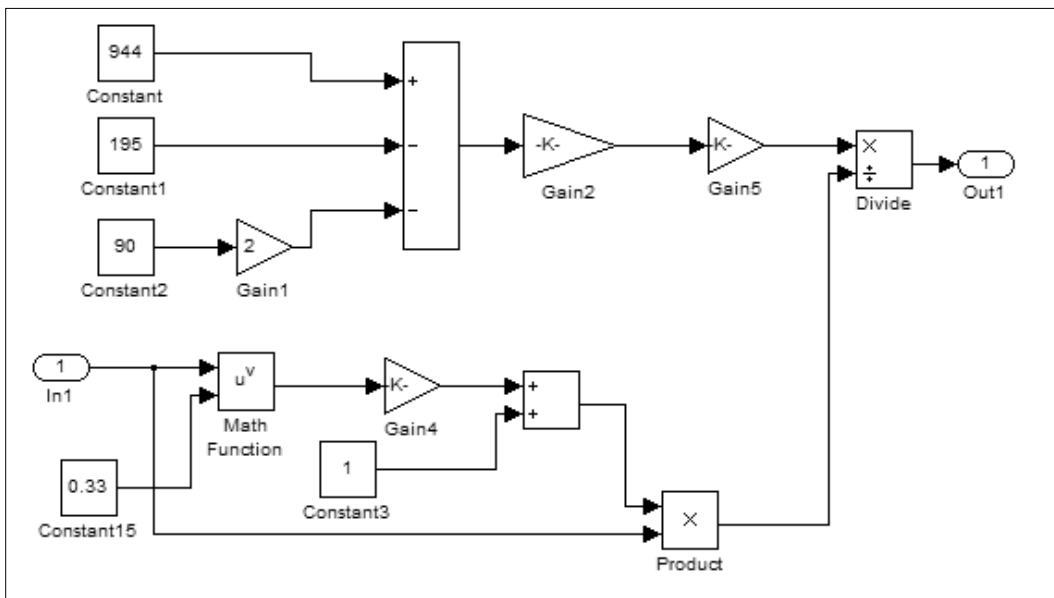 944
+
Constant
195
−
-K-
K-
×
1
Constant1
Gain2
Gain5
÷
Out1
Divide
−
90
2
Constant2
Gain1
1
u^v
K-
+
In1
+
Math
Function
Gain4
0.33
1
Constant15
Constant3
×
Product